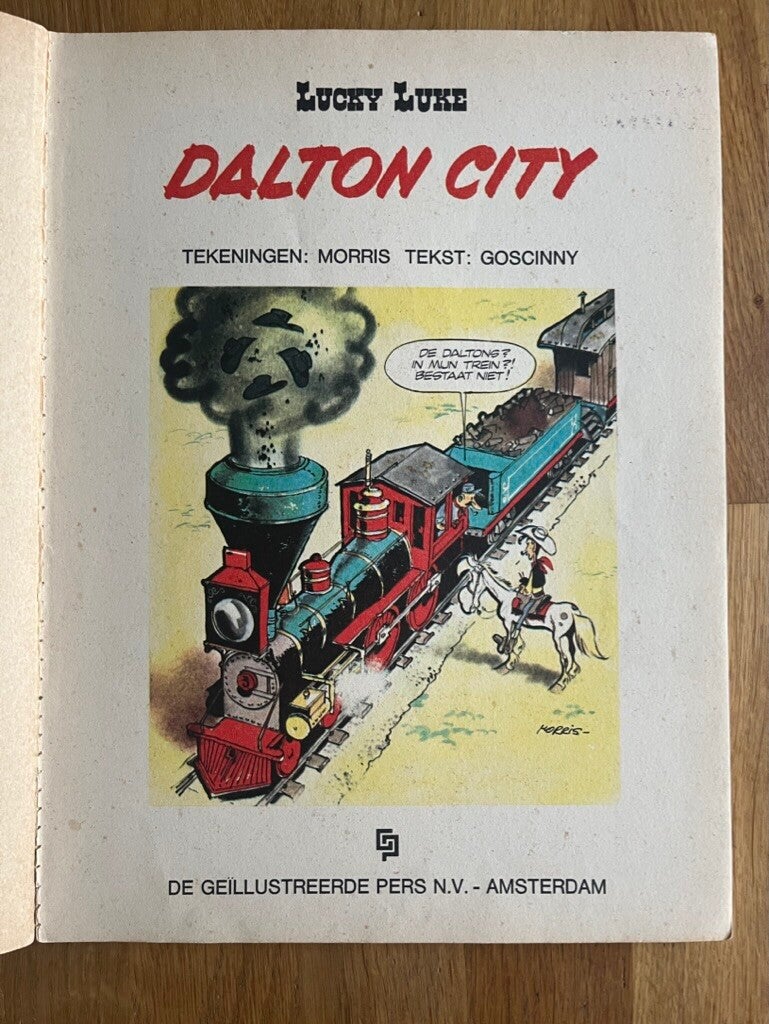 LUCKY LUKE
DALTON CITY
TEKENINGEN: MORRIS TEKST: GOSCINNY
DE DALTONS?
IN MIJN TREIN?!
BESTAAT NIET!
MORRIS-
DE GEÏLLUSTREERDE PERS N.V. - AMSTERDAM